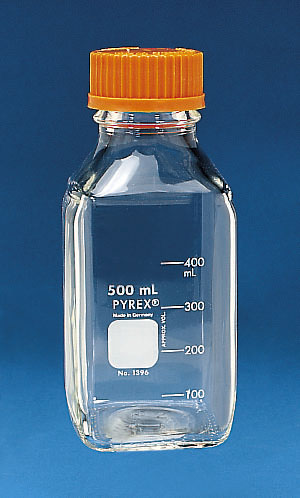 400
mL
500 mL
PYREX®
Made in Germany
300
APPROX. VOL.
200
No. 1396
100